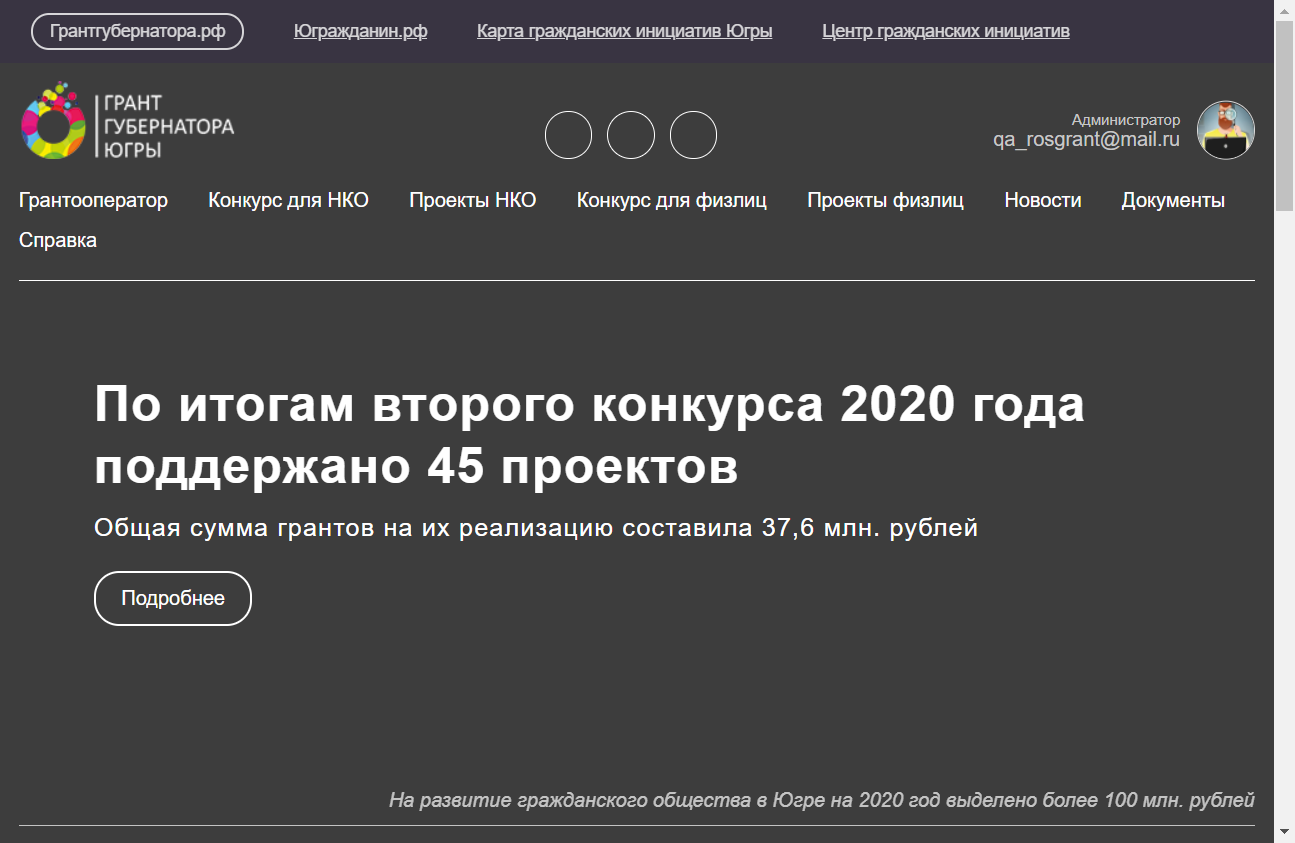 Грантгубернатора.рф Югражданин.рф Карта гражданских инициатив Югры Центр гражданских инициатив
ГРАНТ
ГУБЕРНАТОРА
ЮГРЫ
Администратор
qa_rosgrant@mail.ru
Грантооператор Конкурс для НКО Проекты НКО Конкурс для физлиц Проекты физлиц Новости Документы
Справка
По итогам второго конкурса 2020 года
поддержано 45 проектов
Общая сумма грантов на их реализацию составила 37,6 млн. рублей
Подробнее
На развитие гражданского общества в Югре на 2020 год выделено более 100 млн. рублей